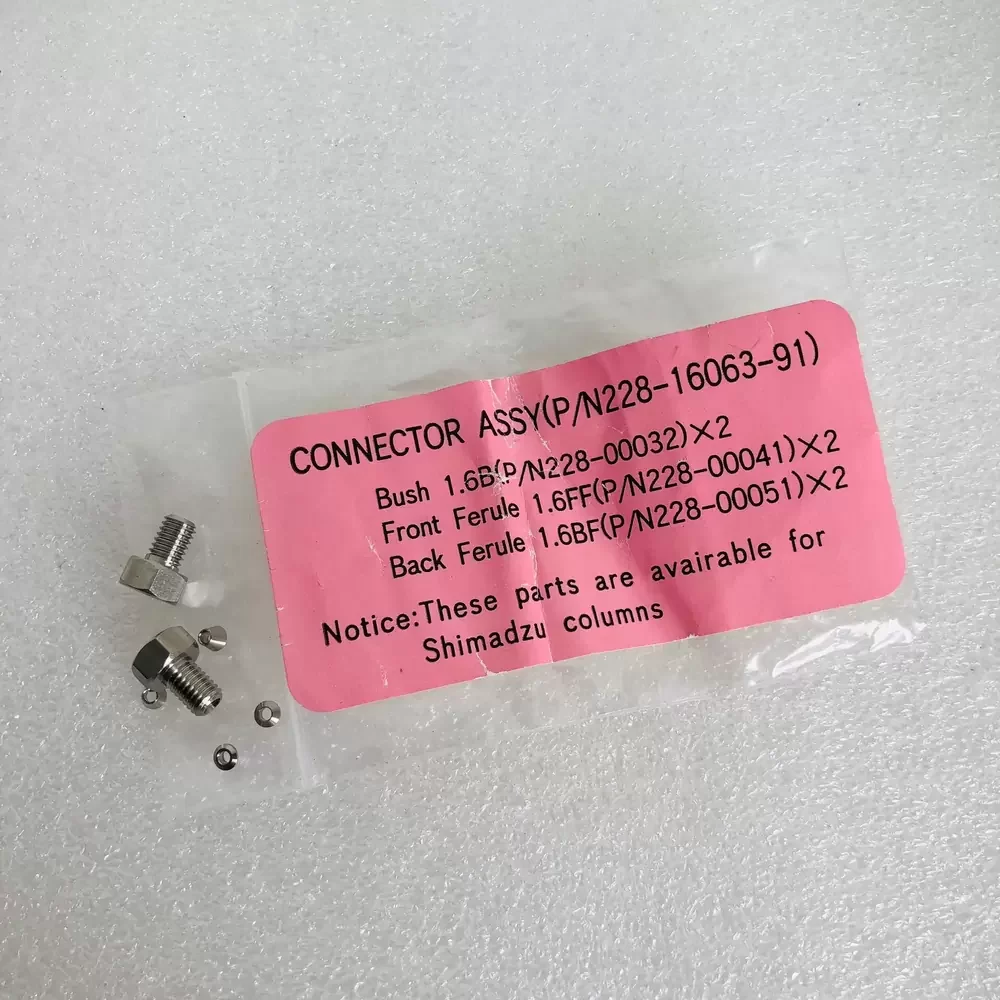 CONNECTOR ASSY(P/N228-16063-91)
Bush 1.6B(P/N228-00032)×2
Front Ferule 1.6FF(P/N228-00041)×2
Back Ferule 1.6BF(P/N228-00051)×2
Notice:These parts are avairable for
Shimadzu columns